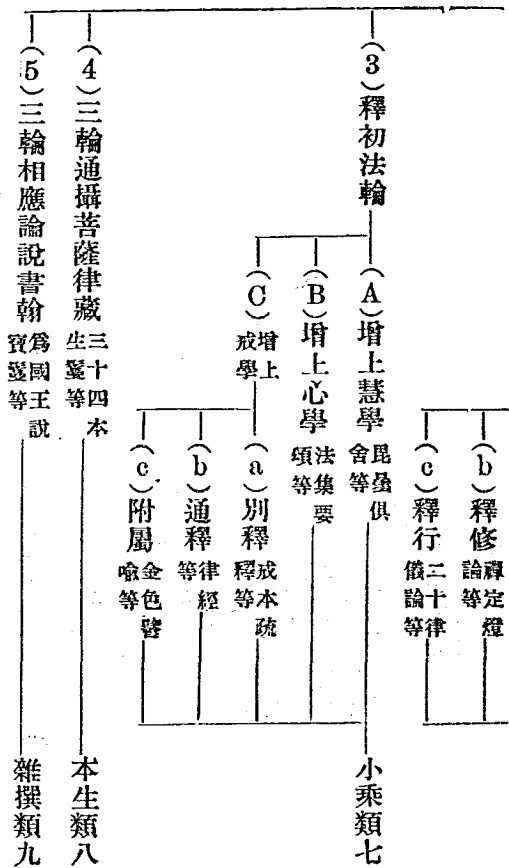 (b)釋修 禪定燈論等
(c)釋行 二十律儀論等
(3)釋初法輪
(A)增上慧學 毘曇俱舍等
(B)增上心學 法集要頌等
(C)增上戒學
(a)別釋 戒本疏釋等
(b)通釋 律經等
(c)附屬 金色譬喻等
小乘類七
(4)三輪通攝菩薩律藏 三十四本生鬘等
本生類八
(5)三輪相應論說書翰 爲國王說寶鬘等
雜撰類九